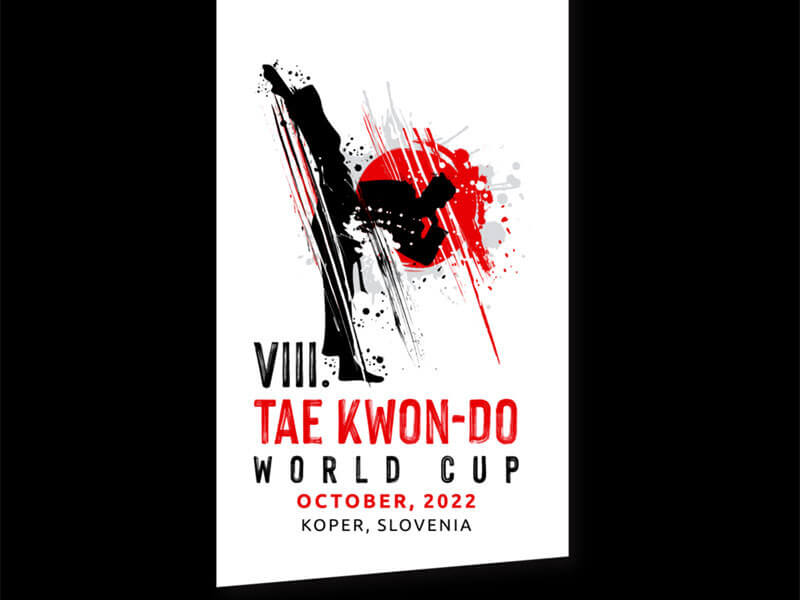 VIII.
TAE KWON-DO
WORLD CUP
OCTOBER, 2022
KOPER, SLOVENIA